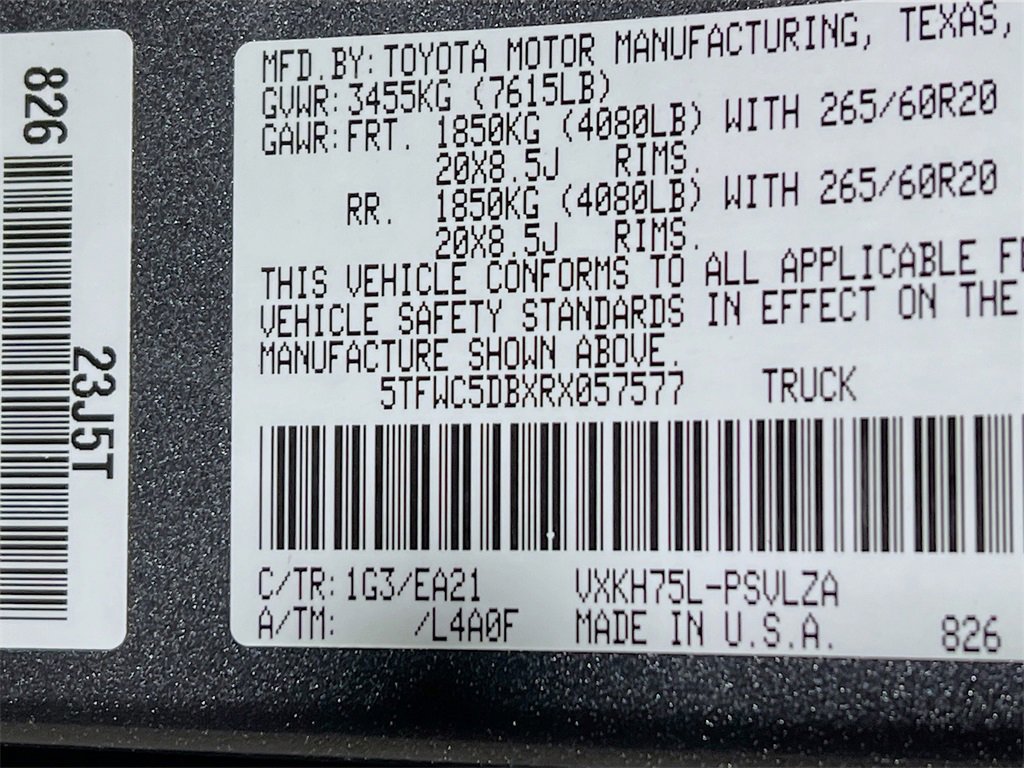 826
23J5T
MFD.BY:TOYOTA MOTOR MANUFACTURING, TEXAS,
GVWR:3455KG (7615LB)
GAWR:FRT. 1850KG (4080LB) WITH 265/60R20
20X8.5J RIMS.
RR. 1850KG (4080LB) WITH 265/60R20
20X8.5J RIMS.
THIS VEHICLE CONFORMS TO ALL APPLICABLE
VEHICLE SAFETY STANDARDS IN EFFECT ON THE
MANUFACTURE SHOWN ABOVE.
5TFWC5DBXRX057577 TRUCK
C/TR:1G3/EA21 VXKH75L-PSVLZA
A/TM: /L4A0F MADE IN U.S.A. 826